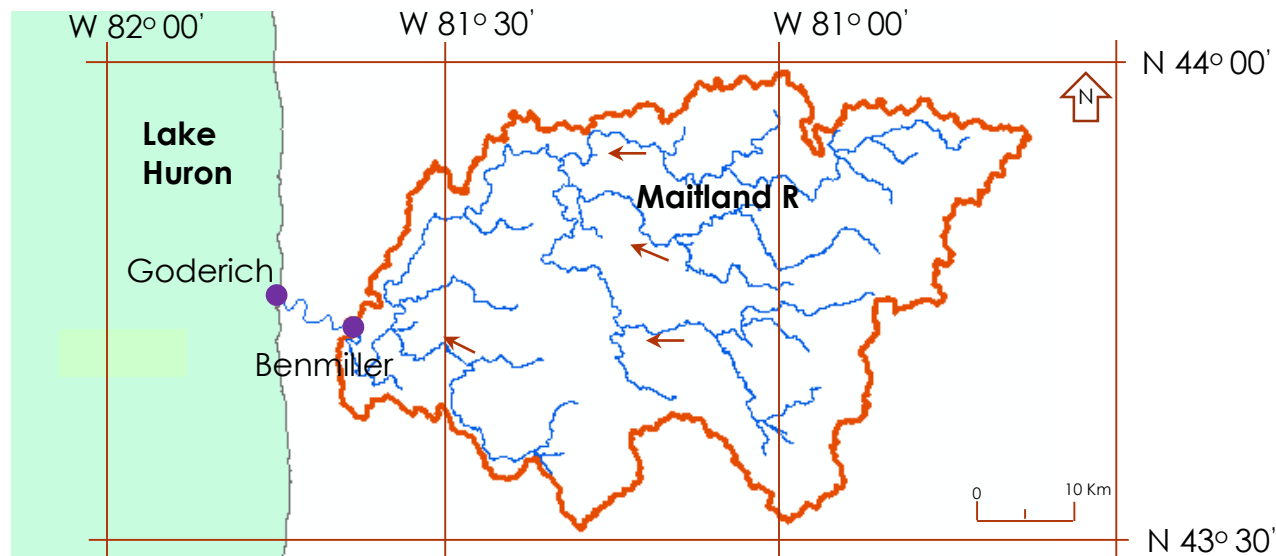 W 82° 00'
W 81° 30'
W 81° 00'
N 44° 00'
N
Lake
Huron
Maitland R
Goderich
Benmiller
0
10 Km
N 43° 30'